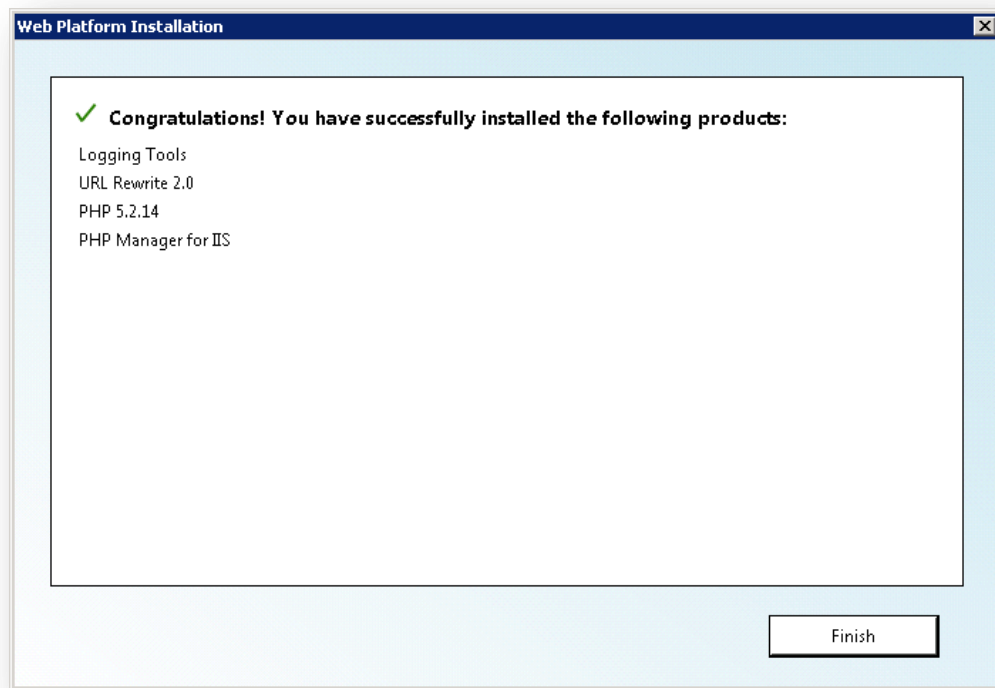 Web Platform Installation
Congratulations! You have successfully installed the following products:
Logging Tools
URL Rewrite 2.0
PHP 5.2.14
PHP Manager for IIS
Finish